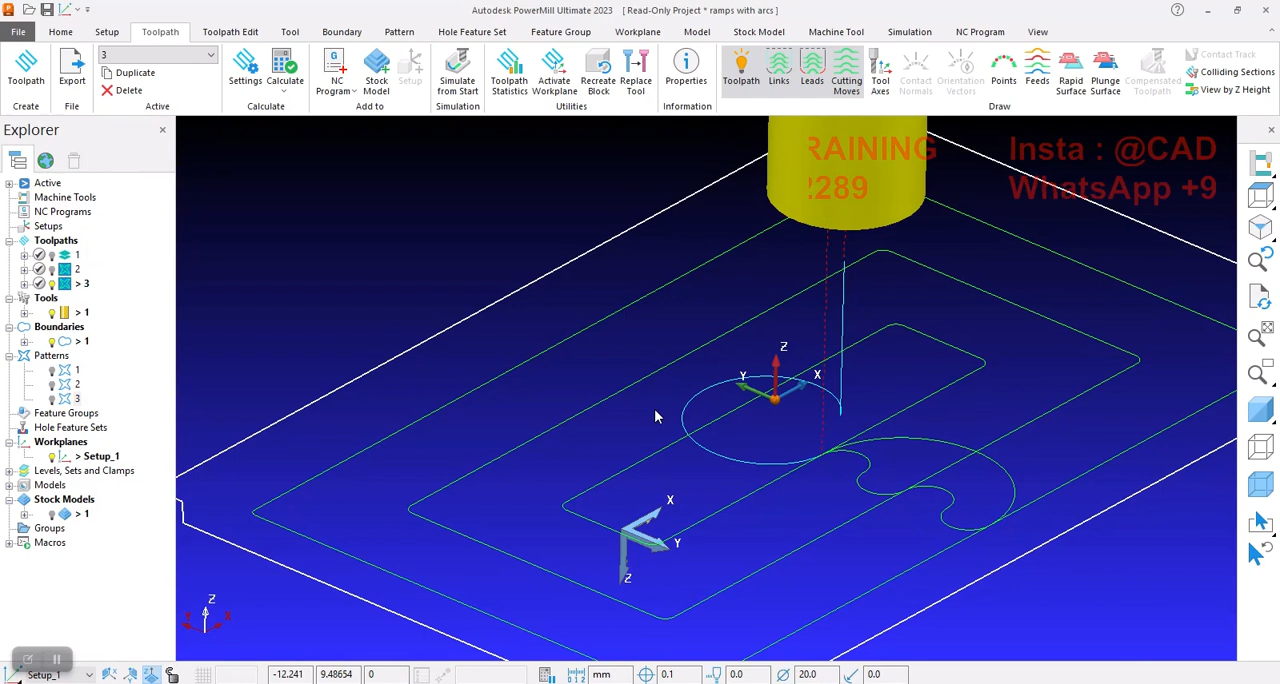 Autodesk PowerMill Ultimate 2023 [ Read-Only Project * ramps with arcs ]
File Home Setup Toolpath Toolpath Edit Tool Boundary Pattern Hole Feature Set Feature Group Workplane Model Stock Model Machine Tool Simulation NC Program View
Toolpath
Create
Export
File
3
Duplicate
Delete
Active
Settings
Calculate
Calculate
NC Program
Stock Model
Setup
Add to
Simulate from Start
Simulation
Toolpath Statistics
Activate Workplane
Recreate Block
Replace Tool
Utilities
Properties
Information
Toolpath
Links
Leads
Cutting Moves
Tool Axes
Contact Normals
Orientation Vectors
Points
Feeds
Rapid Surface
Plunge Surface
Compensated Toolpath
Contact Track
Colliding Sections
View by Z Height
Draw
Explorer
Active
Machine Tools
NC Programs
Setups
Toolpaths
1
2
> 3
Tools
> 1
Boundaries
> 1
Patterns
1
2
3
Feature Groups
Hole Feature Sets
Workplanes
> Setup_1
Levels, Sets and Clamps
Models
Stock Models
> 1
Groups
Macros
RAINING Insta : @CAD
2289 WhatsApp +9
Z
Y
X
X
Y
Z
Z
Setup_1 -12.241 9.48654 0 mm 0.1 0.0 20.0 0.0